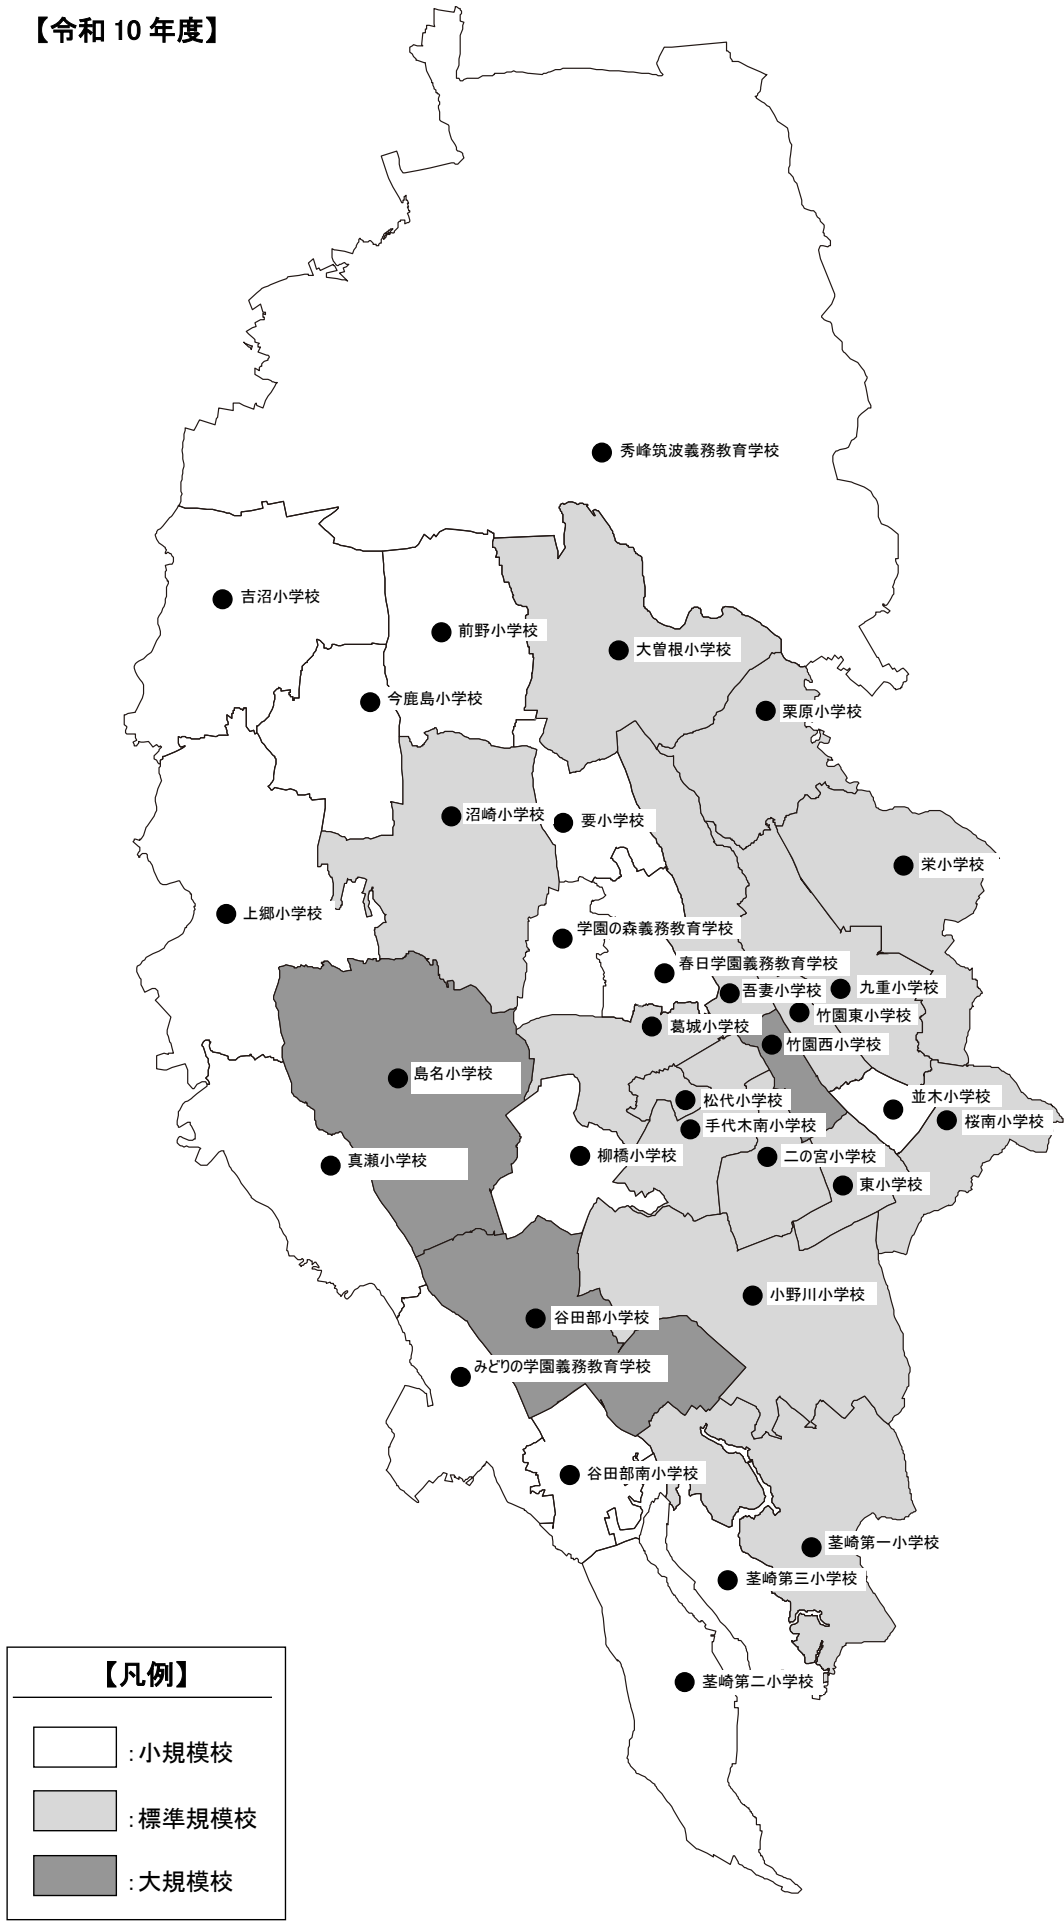 【令和 10 年度】
秀峰筑波義務教育学校
吉沼小学校
前野小学校
大曽根小学校
今鹿島小学校
栗原小学校
沼崎小学校
要小学校
栄小学校
上郷小学校
学園の森義務教育学校
春日学園義務教育学校
吾妻小学校
九重小学校
竹園東小学校
葛城小学校
竹園西小学校
島名小学校
松代小学校
並木小学校
桜南小学校
手代木南小学校
真瀬小学校
柳橋小学校
二の宮小学校
東小学校
小野川小学校
谷田部小学校
みどりの学園義務教育学校
谷田部南小学校
茎崎第一小学校
茎崎第三小学校
茎崎第二小学校
【凡例】
:小規模校
:標準規模校
:大規模校